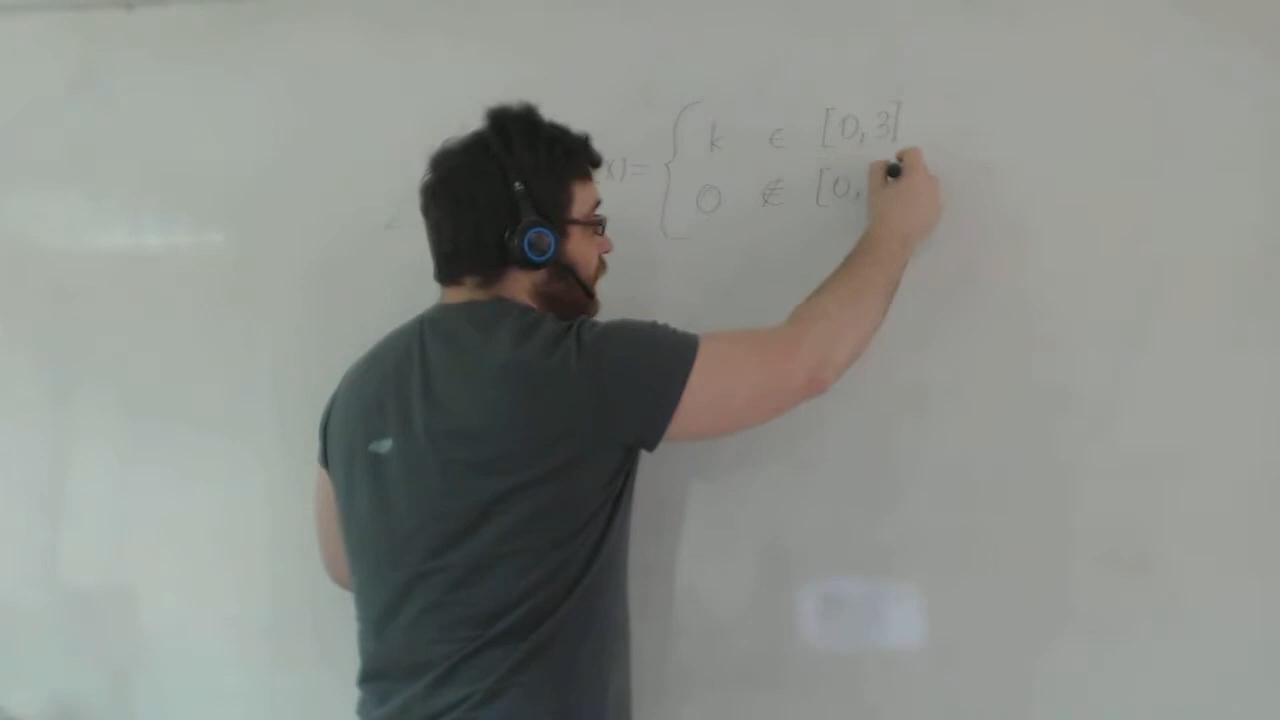 x)= { k ∈ [0,3]
0 ∉ [0,